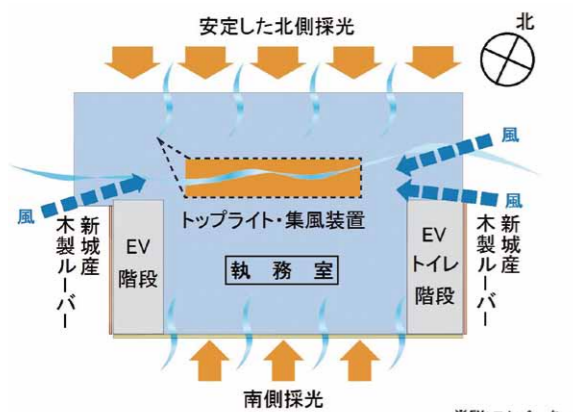 安定した北側採光
北
風
風
風
トップライト・集風装置
新城産
木製ルーバー
EV
階段
執務室
EV
トイレ
階段
新城産
木製ルーバー
南側採光